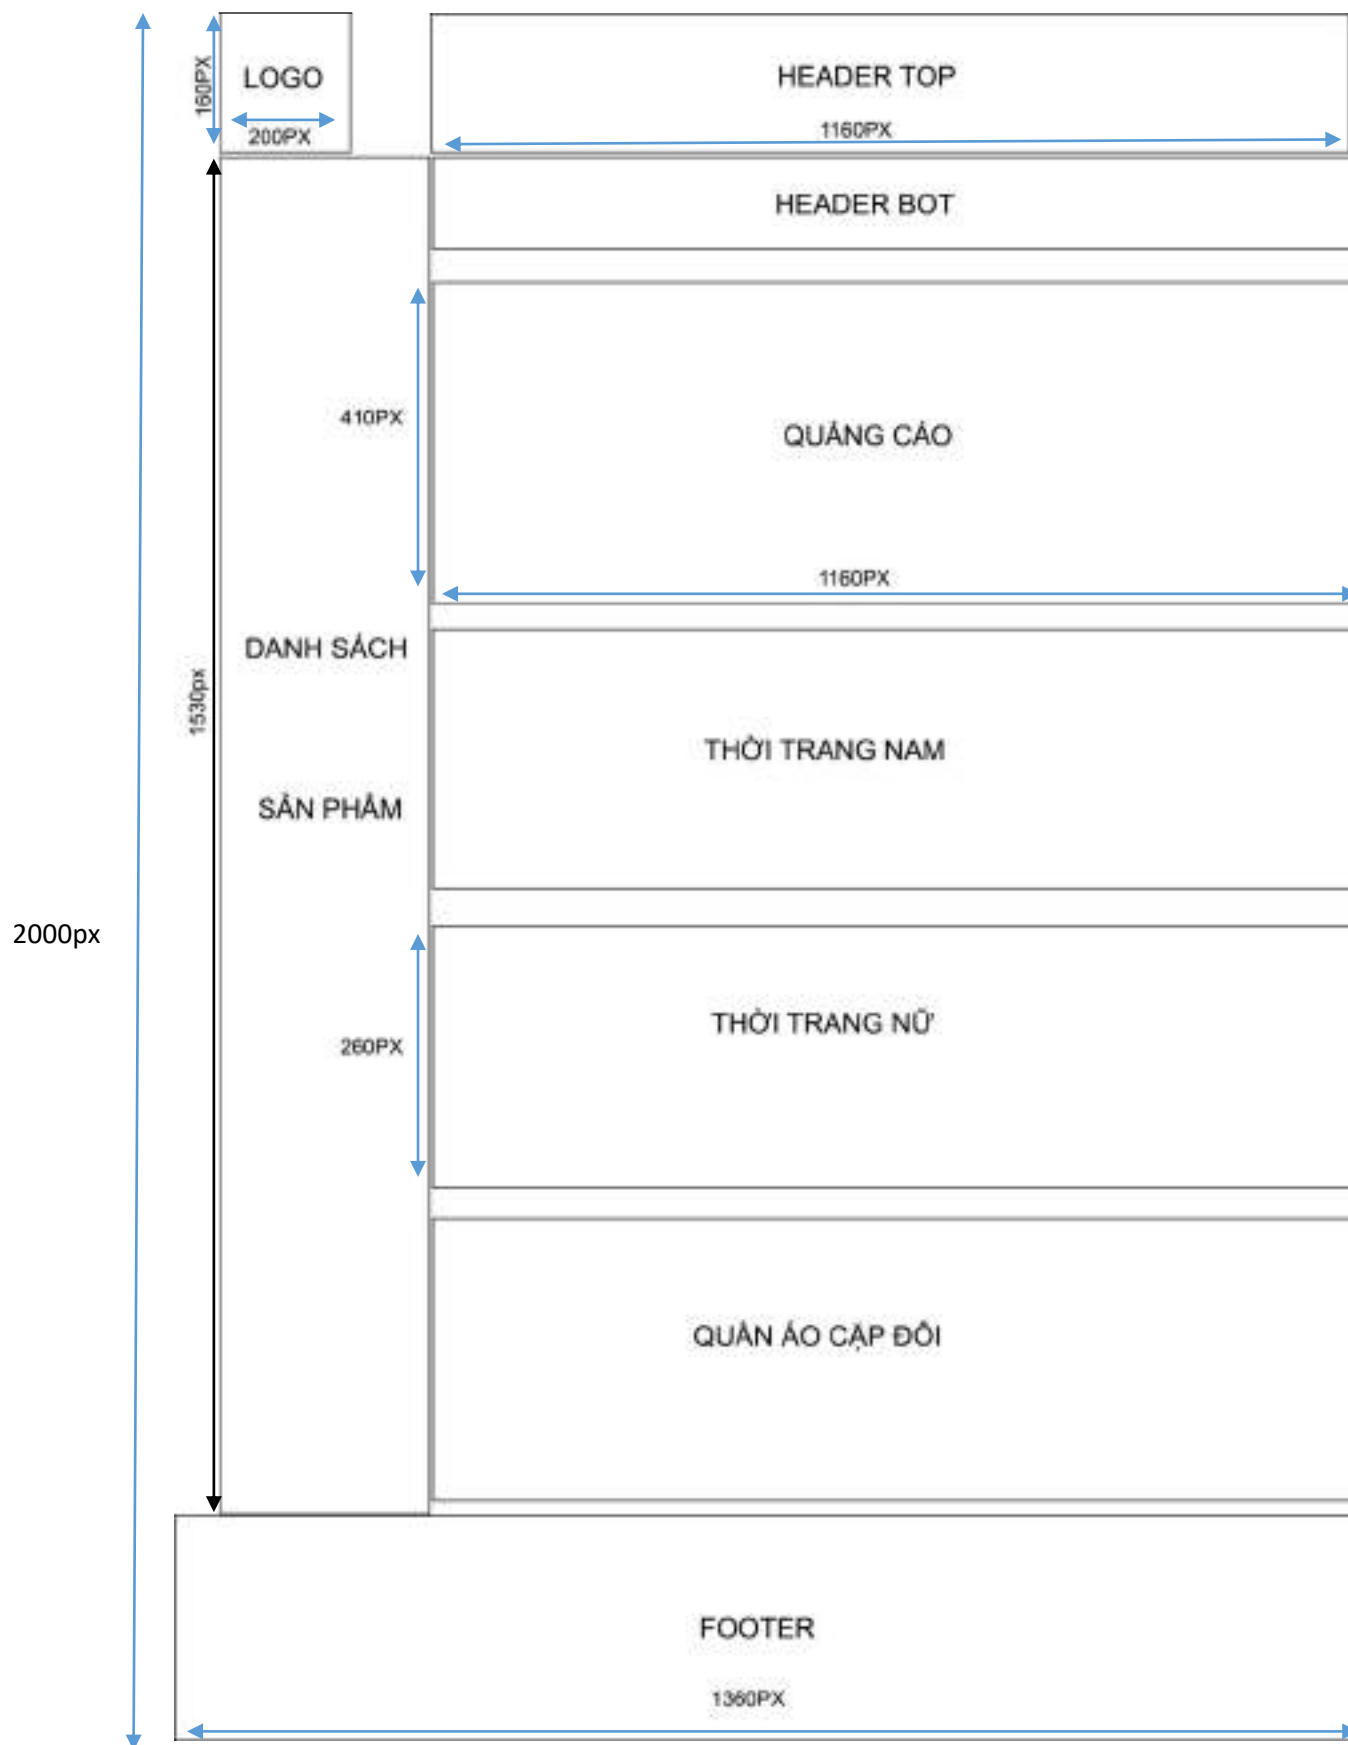 160PX
LOGO
200PX
HEADER TOP
1160PX
HEADER BOT
410PX
QUẢNG CÁO
1160PX
DANH SÁCH
1530px
THỜI TRANG NAM
SẢN PHẨM
2000px
THỜI TRANG NỮ
260PX
QUẦN ÁO CẶP ĐÔI
FOOTER
1360PX